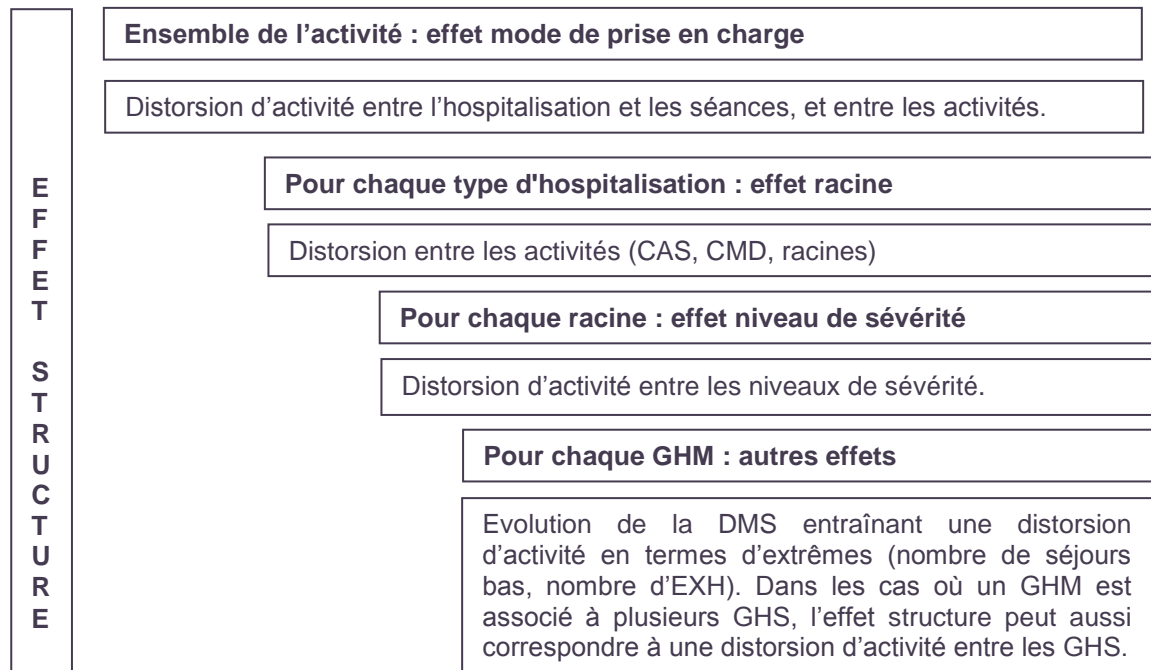 EFFET STRUCTURE
Ensemble de l’activité : effet mode de prise en charge
Distorsion d’activité entre l’hospitalisation et les séances, et entre les activités.
Pour chaque type d'hospitalisation : effet racine
Distorsion entre les activités (CAS, CMD, racines)
Pour chaque racine : effet niveau de sévérité
Distorsion d’activité entre les niveaux de sévérité.
Pour chaque GHM : autres effets
Evolution de la DMS entraînant une distorsion
d’activité en termes d’extrêmes (nombre de séjours
bas, nombre d’EXH). Dans les cas où un GHM est
associé à plusieurs GHS, l’effet structure peut aussi
correspondre à une distorsion d’activité entre les GHS.